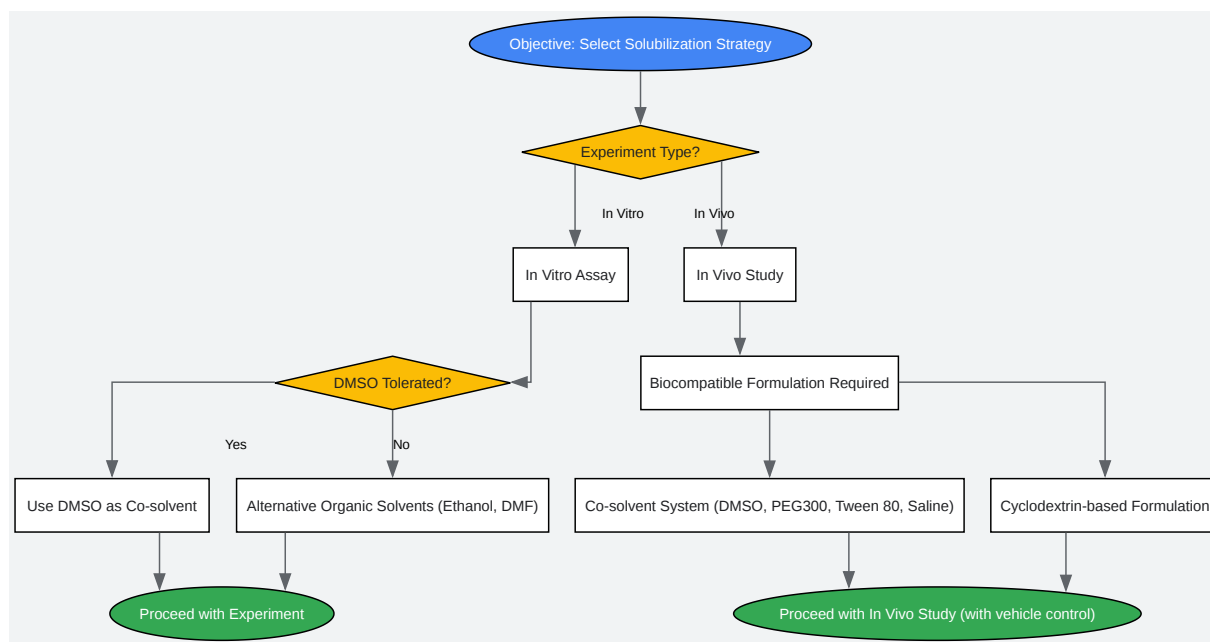 Objective: Select Solubilization Strategy
Experiment Type?
In Vitro
In Vivo
In Vitro Assay
In Vivo Study
DMSO Tolerated?
Biocompatible Formulation Required
Yes
No
Use DMSO as Co-solvent
Alternative Organic Solvents (Ethanol, DMF)
Co-solvent System (DMSO, PEG300, Tween 80, Saline)
Cyclodextrin-based Formulation
Proceed with Experiment
Proceed with In Vivo Study (with vehicle control)